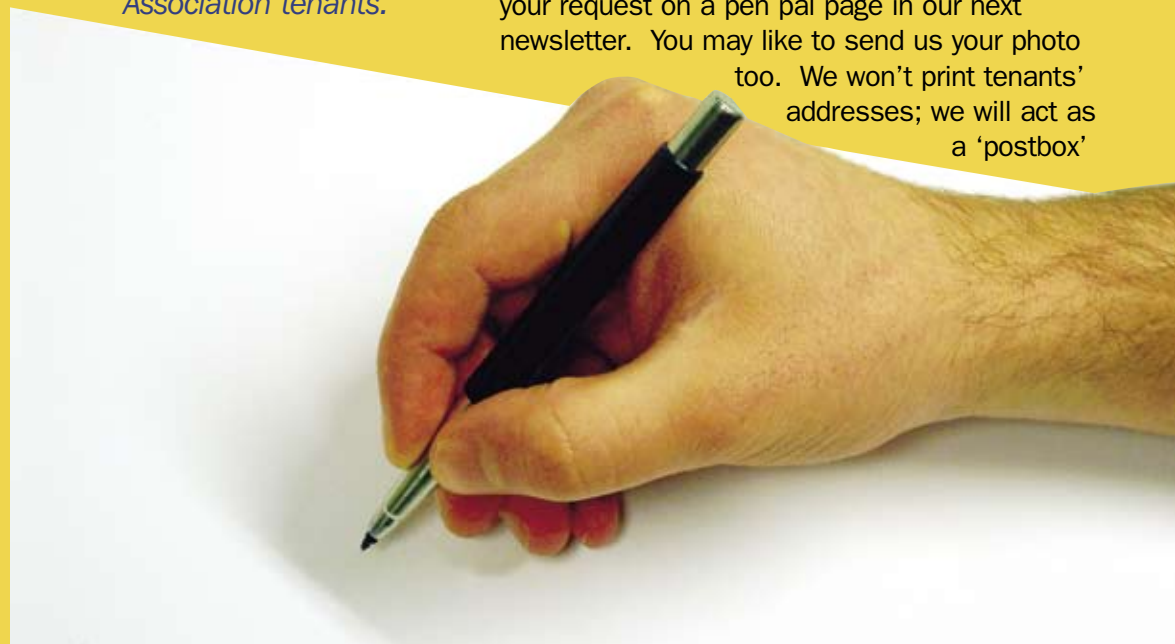 Association tenants.
your request on a pen pal page in our next
newsletter.  You may like to send us your photo
too.  We won't print tenants'
addresses; we will act as
a 'postbox'